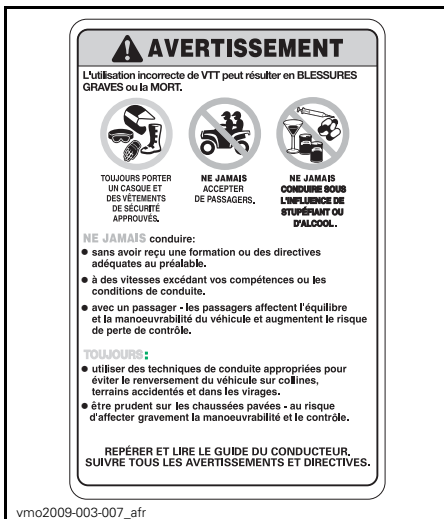 AVERTISSEMENT
L'utilisation incorrecte de VTT peut résulter en BLESSURES
GRAVES ou la MORT.
TOUJOURS PORTER
UN CASQUE ET
DES VÊTEMENTS
DE SÉCURITÉ
APPROUVÉS.
NE JAMAIS
ACCEPTER
DE PASSAGERS.
NE JAMAIS
CONDUIRE SOUS
L'INFLUENCE DE
STUPÉFIANT OU
D'ALCOOL.
NE JAMAIS conduire:
● sans avoir reçu une formation ou des directives
adéquates au préalable.
● à des vitesses excédant vos compétences ou les
conditions de conduite.
● avec un passager - les passagers affectent l'équilibre
et la manoeuvrabilité du véhicule et augmentent le risque
de perte de contrôle.
TOUJOURS:
● utiliser des techniques de conduite appropriées pour
éviter le renversement du véhicule sur collines,
terrains accidentés et dans les virages.
● être prudent sur les chaussées pavées - au risque
d'affecter gravement la manoeuvrabilité et le contrôle.
REPÉRER ET LIRE LE GUIDE DU CONDUCTEUR.
SUIVRE TOUS LES AVERTISSEMENTS ET DIRECTIVES.
vmo2009-003-007_afr